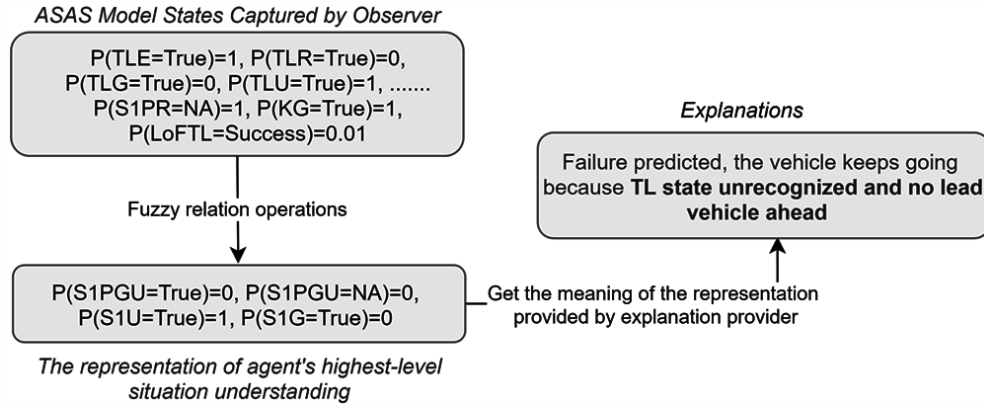 ASAS Model States Captured by Observer
P(TLE=True)=1, P(TLR=True)=0,
P(TLG=True)=0, P(TLU=True)=1, .......
P(S1PR=NA)=1, P(KG=True)=1,
P(LoFTL=Success)=0.01
Fuzzy relation operations
P(S1PGU=True)=0, P(S1PGU=NA)=0,
P(S1U=True)=1, P(S1G=True)=0
The representation of agent's highest-level
situation understanding
Get the meaning of the representation
provided by explanation provider
Explanations
Failure predicted, the vehicle keeps going
because TL state unrecognized and no lead
vehicle ahead